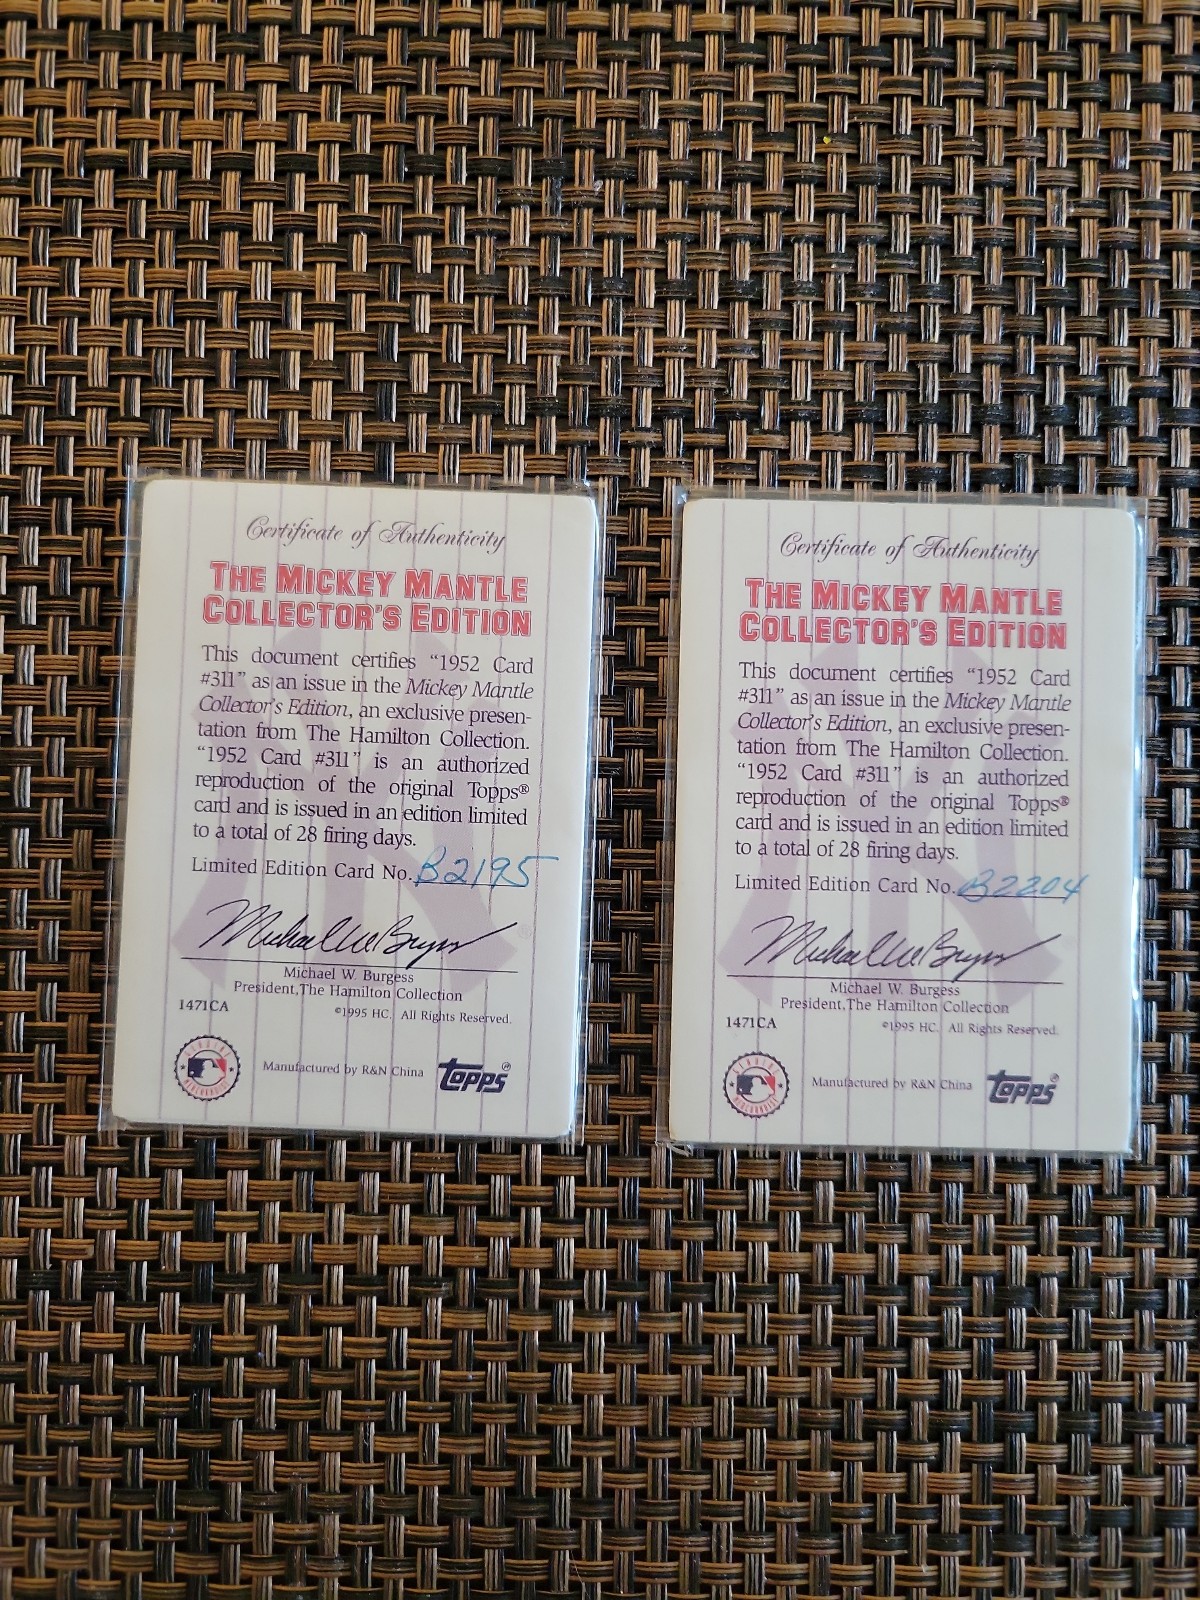 Certificate of Authenticity
THE MICKEY MANTLE
COLLECTOR'S EDITION
This document certifies "1952 Card
#311" as an issue in the Mickey Mantle
Collector's Edition, an exclusive presen-
tation from The Hamilton Collection.
"1952 Card #311" is an authorized
reproduction of the original Topps®
card and is issued in an edition limited
to a total of 28 firing days.
Limited Edition Card No. B2195
Michael W. Burgess
Michael W. Burgess
President, The Hamilton Collection
1471CA
©1995 HC. All Rights Reserved.
GENUINE
MERCHANDISE
Manufactured by R&N China
TOPPS®
Certificate of Authenticity
THE MICKEY MANTLE
COLLECTOR'S EDITION
This document certifies "1952 Card
#311" as an issue in the Mickey Mantle
Collector's Edition, an exclusive presen-
tation from The Hamilton Collection.
"1952 Card #311" is an authorized
reproduction of the original Topps®
card and is issued in an edition limited
to a total of 28 firing days.
Limited Edition Card No. B2204
Michael W. Burgess
Michael W. Burgess
President, The Hamilton Collection
1471CA
©1995 HC. All Rights Reserved.
GENUINE
MERCHANDISE
Manufactured by R&N China
TOPPS®